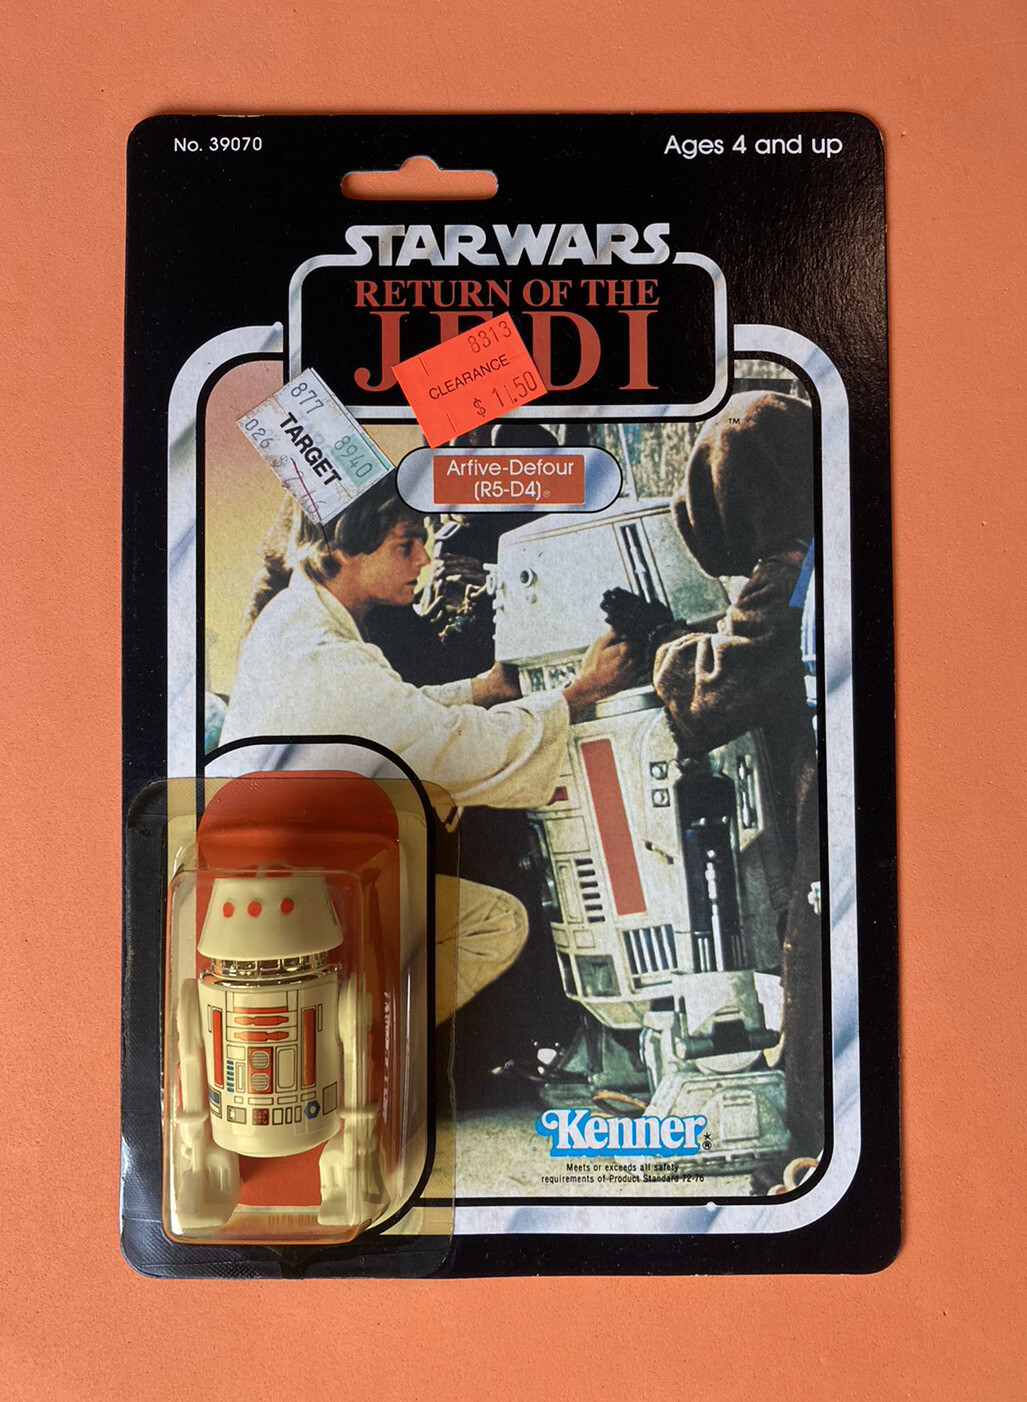 No. 39070
Ages 4 and up
STAR WARS
RETURN OF THE
JEDI
8313
CLEARANCE
$ 1.50
877
8940
TARGET
026
™
Arfive-Defour
(R5-D4)®
Kenner®
Meets or exceeds all safety
requirements of Product Standard 72-76